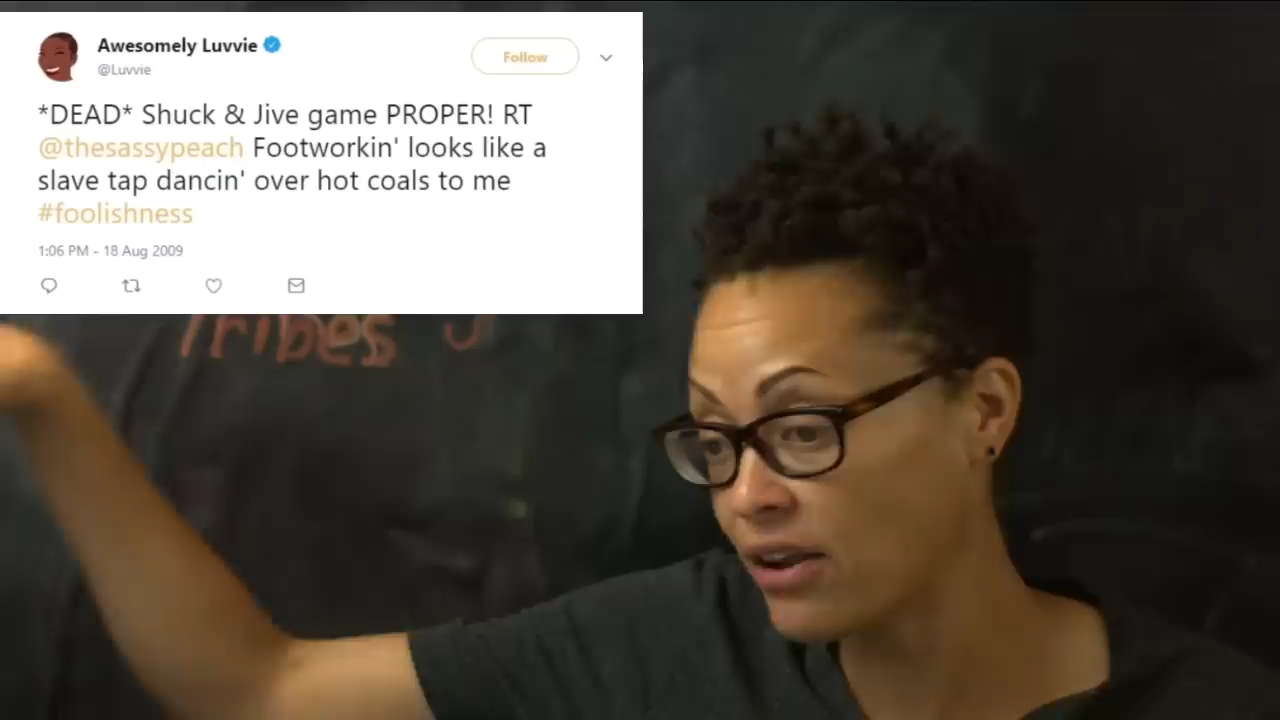 Awesomely Luvvie
@Luvvie
Follow
*DEAD* Shuck & Jive game PROPER! RT
@thesassypeach Footworkin' looks like a
slave tap dancin' over hot coals to me
#foolishness
1:06 PM - 18 Aug 2009
Tribes